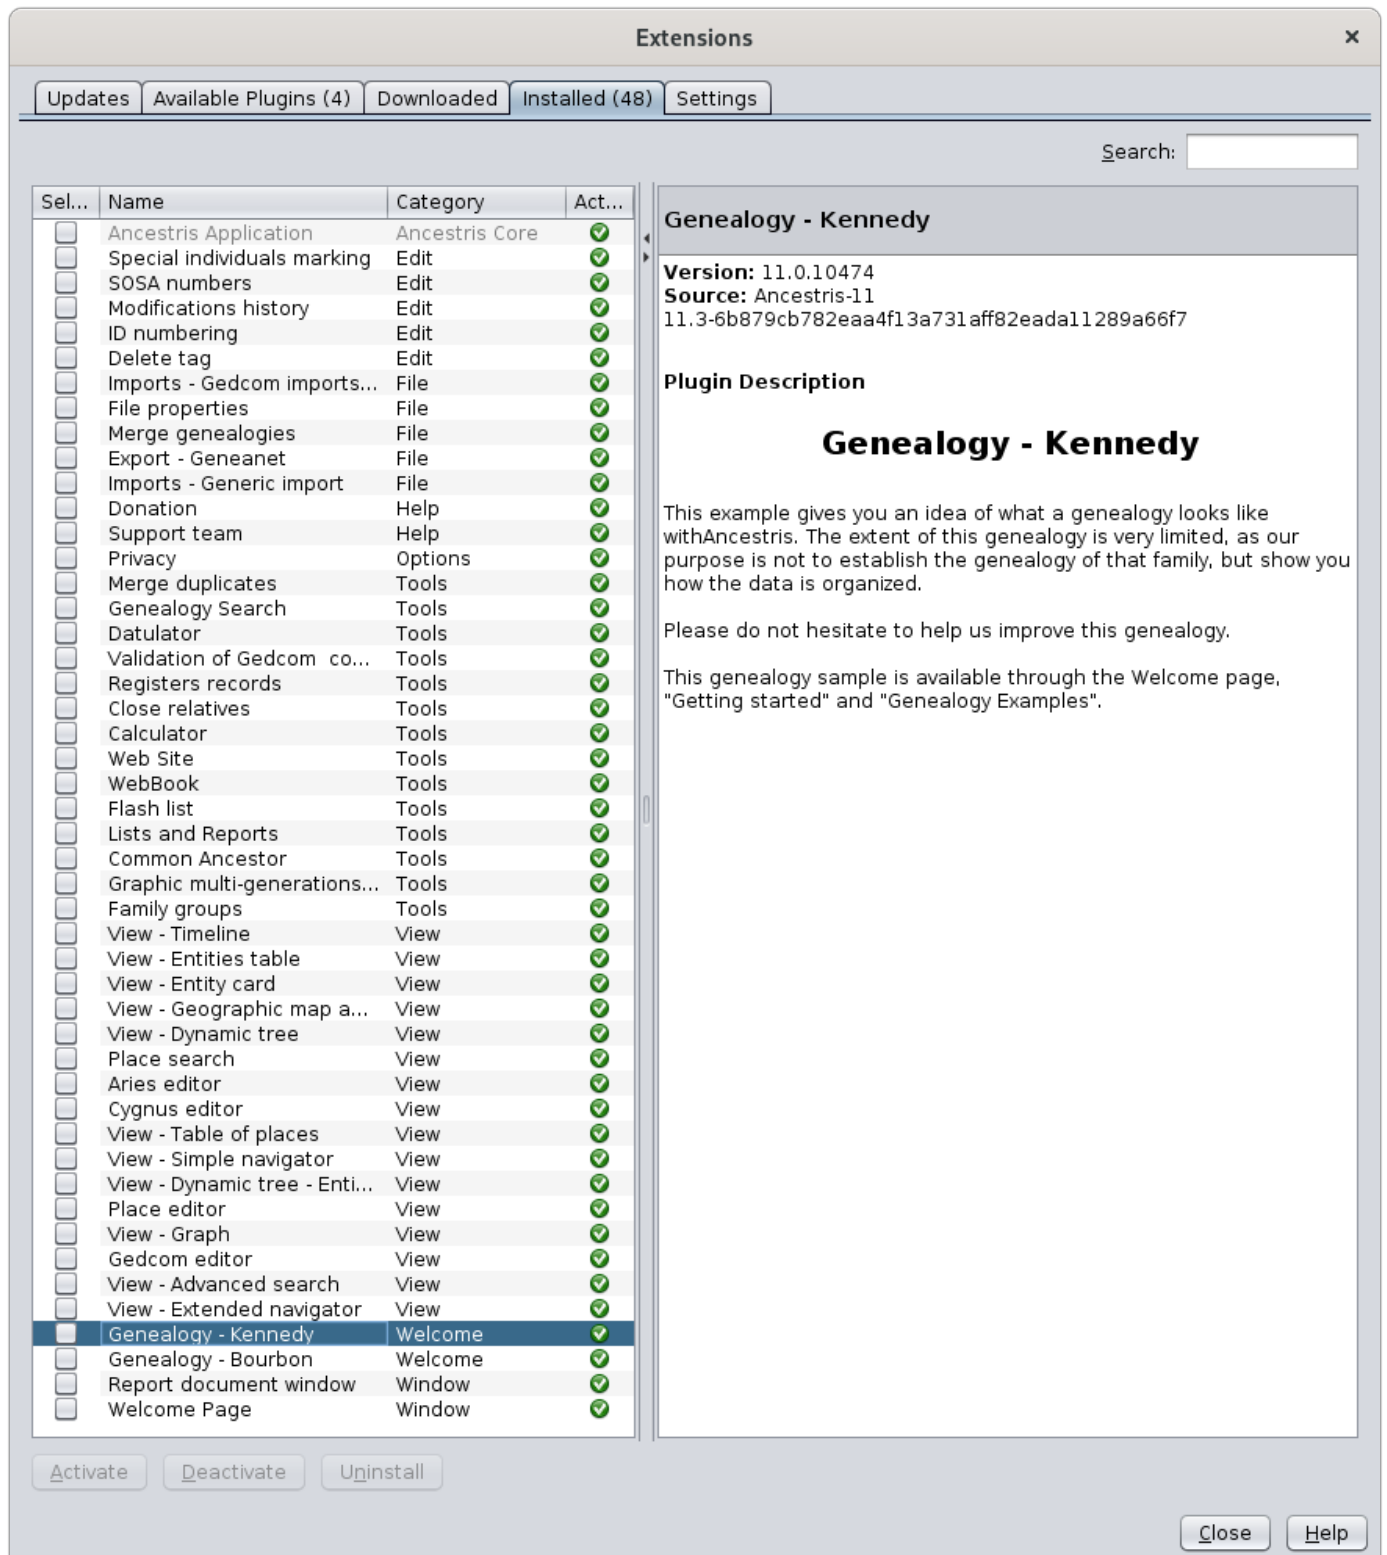 Extensions
Updates Available Plugins (4) Downloaded Installed (48) Settings
Search:
Sel... Name Category Act...
Ancestris Application Ancestris Core
Special individuals marking Edit
SOSA numbers Edit
Modifications history Edit
ID numbering Edit
Delete tag Edit
Imports - Gedcom imports... File
File properties File
Merge genealogies File
Export - Geneanet File
Imports - Generic import File
Donation Help
Support team Help
Privacy Options
Merge duplicates Tools
Genealogy Search Tools
Datulator Tools
Validation of Gedcom  co... Tools
Registers records Tools
Close relatives Tools
Calculator Tools
Web Site Tools
WebBook Tools
Flash list Tools
Lists and Reports Tools
Common Ancestor Tools
Graphic multi-generations... Tools
Family groups Tools
View - Timeline View
View - Entities table View
View - Entity card View
View - Geographic map a... View
View - Dynamic tree View
Place search View
Aries editor View
Cygnus editor View
View - Table of places View
View - Simple navigator View
View - Dynamic tree - Enti... View
Place editor View
View - Graph View
Gedcom editor View
View - Advanced search View
View - Extended navigator View
Genealogy - Kennedy Welcome
Genealogy - Bourbon Welcome
Report document window Window
Welcome Page Window
Genealogy - Kennedy
Version: 11.0.10474
Source: Ancestris-11
11.3-6b879cb782eaa4f13a731aff82eada11289a66f7
Plugin Description
Genealogy - Kennedy
This example gives you an idea of what a genealogy looks like
withAncestris. The extent of this genealogy is very limited, as our
purpose is not to establish the genealogy of that family, but show you
how the data is organized.
Please do not hesitate to help us improve this genealogy.
This genealogy sample is available through the Welcome page,
"Getting started" and "Genealogy Examples".
Activate Deactivate Uninstall
Close Help